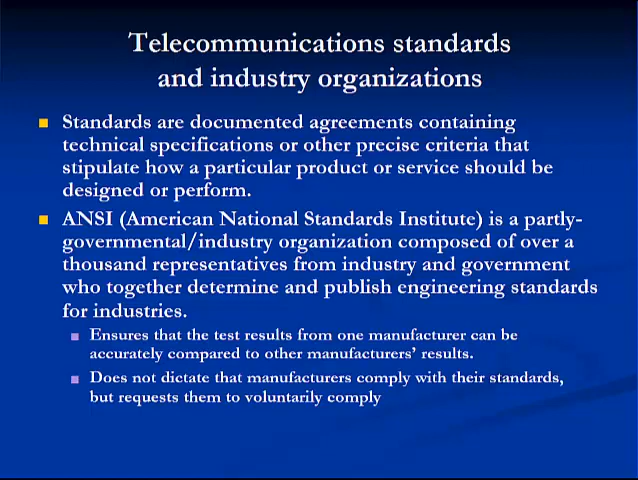 Telecommunications standards
and industry organizations
Standards are documented agreements containing
technical specifications or other precise criteria that
stipulate how a particular product or service should be
designed or perform.
ANSI (American National Standards Institute) is a partly-
governmental/industry organization composed of over a
thousand representatives from industry and government
who together determine and publish engineering standards
for industries.
Ensures that the test results from one manufacturer can be
accurately compared to other manufacturers’ results.
Does not dictate that manufacturers comply with their standards,
but requests them to voluntarily comply